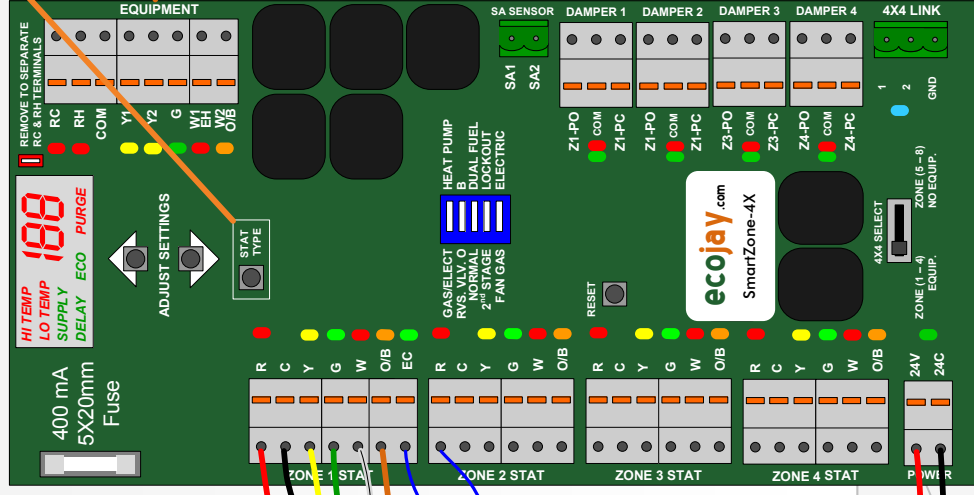 EQUIPMENT
SA SENSOR
DAMPER 1
DAMPER 2
DAMPER 3
DAMPER 4
4X4 LINK
REMOVE TO SEPARATE
RC & RH TERMINALS
RC
RH
COM
Y1
Y2
G
W1
EH
W2
O/B
SA1
SA2
Z1-PO
COM
Z1-PC
Z1-PO
COM
Z1-PC
Z3-PO
COM
Z3-PC
Z4-PO
COM
Z4-PC
1
2
GND
HEAT PUMP
B
DUAL FUEL
LOCKOUT
ELECTRIC
GAS/ELECT
RVS. VLV. O
NORMAL
2nd STAGE
FAN GAS
188
PURGE
HI TEMP
LO TEMP
SUPPLY
DELAY
ECO
ADJUST SETTINGS
STAT
TYPE
RESET
ecojay.com
SmartZone-4X
4X4 SELECT
ZONE (5 – 8)
NO EQUIP.
ZONE (1 – 4)
EQUIP.
400 mA
5X20mm
Fuse
R
C
Y
G
W
O/B
EC
R
C
Y
G
W
O/B
R
C
Y
G
W
O/B
R
C
Y
G
W
O/B
24V
24C
ZONE 1 STAT
ZONE 2 STAT
ZONE 3 STAT
ZONE 4 STAT
POWER